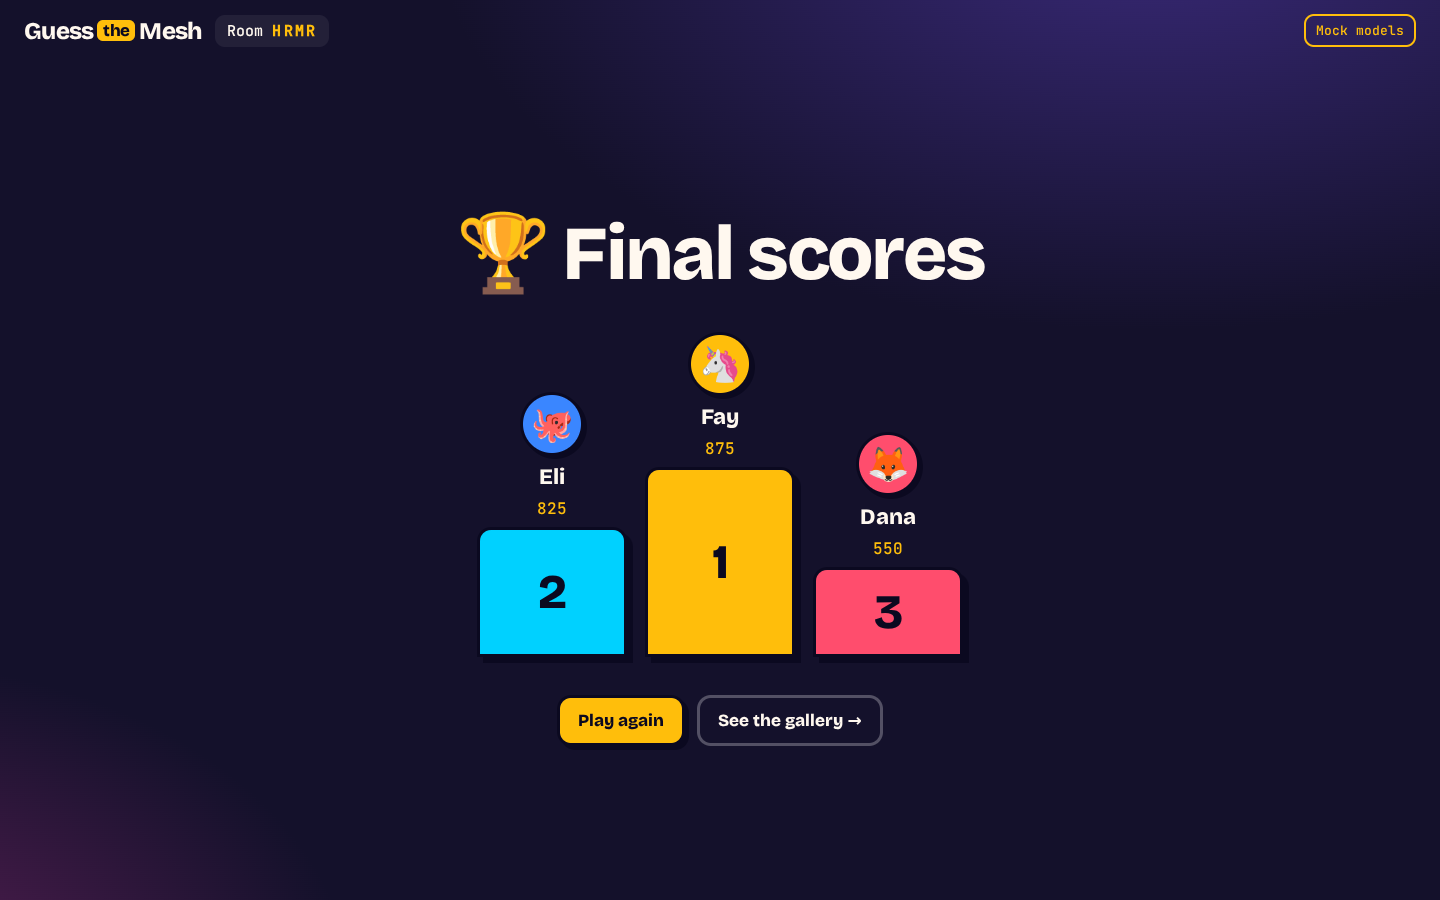 Guess the Mesh
Room HRMR
Mock models
Final scores
Fay
875
Eli
825
Dana
550
1
2
3
Play again
See the gallery →